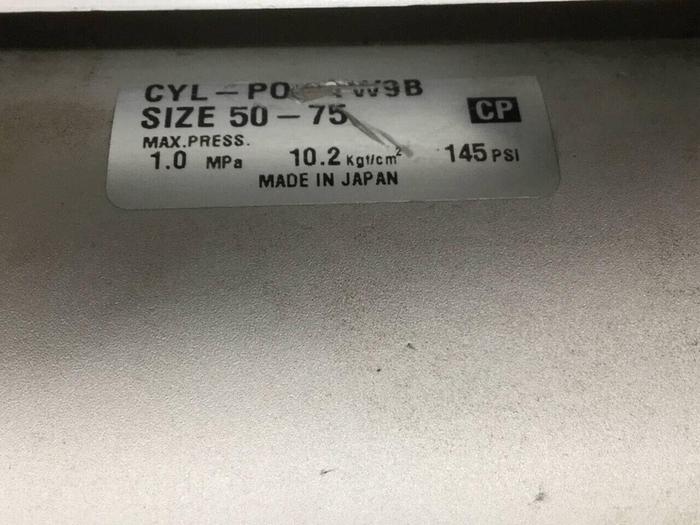 CYL-PO
SIZE 50-75
CP
MAX.PRESS.
1.0 MPa 10.2 Kgf/cm² 145 PSI
MADE IN JAPAN